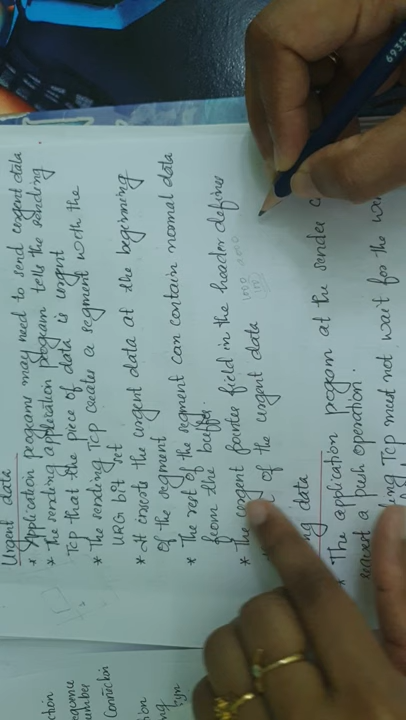 Urgent data
* Application programs may need to send urgent data
* The sending application program tells the sending
TCP that the piece of data is urgent
* The sending TCP creates a segment with the
URG bit set
* It inserts the urgent data at the beginning
of the segment
* The rest of the segment can contain normal data
from the buffer.
* The urgent pointer field in the header defines
of the urgent data
data
* The application program at the sender
request a push operation.
TCP must not wait for the
Connection